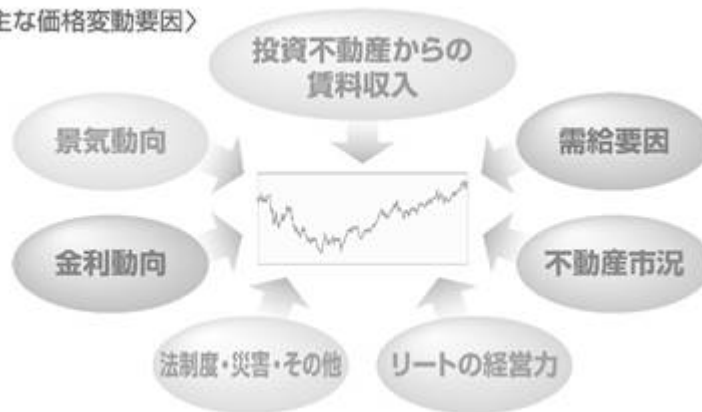 主な価格変動要因〉
投資不動産からの
賃料収入
景気動向
需給要因
金利動向
不動産市況
法制度・災害・その他
リートの経営力